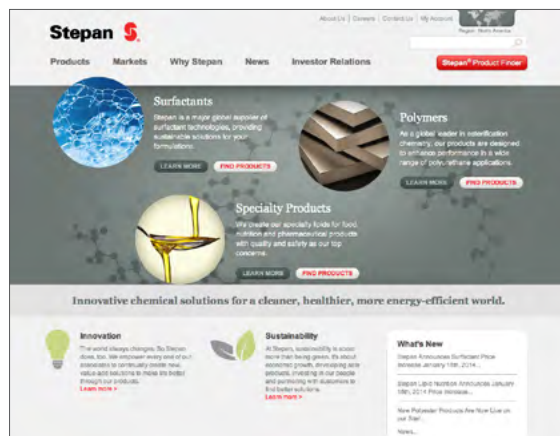 About Us | Careers | Contact Us | My Account
Region: North America
Stepan
Products Markets Why Stepan News Investor Relations
Stepan® Product Finder
Surfactants
Stepan is a major global supplier of
surfactant technologies, providing
sustainable solutions for your
formulations.
LEARN MORE FIND PRODUCTS
Polymers
As a global leader in esterification
chemistry, our products are designed
to enhance performance in a wide
range of polyurethane applications.
LEARN MORE FIND PRODUCTS
Specialty Products
We create our specialty lipids for food,
nutrition and pharmaceutical products
with quality and safety as our top
concerns.
LEARN MORE FIND PRODUCTS
Innovative chemical solutions for a cleaner, healthier, more energy-efficient world.
Innovation
The world always changes. So Stepan
does, too. We empower every one of our
associates to continually create new
value and solutions to make life better
through our products.
Learn more >
Sustainability
At Stepan, sustainability is about
more than being green. It's about
economic growth, developing safe
products, investing in our people
and partnering with customers to
find better solutions.
Learn more >
What's New
Stepan Announces Surfactant Price
Increase January 15th, 2014...
Stepan Lipid Nutrition Announces January
15th, 2014 Price Increase...
New Polyester Products Are Now Live on
our Site!...
News...